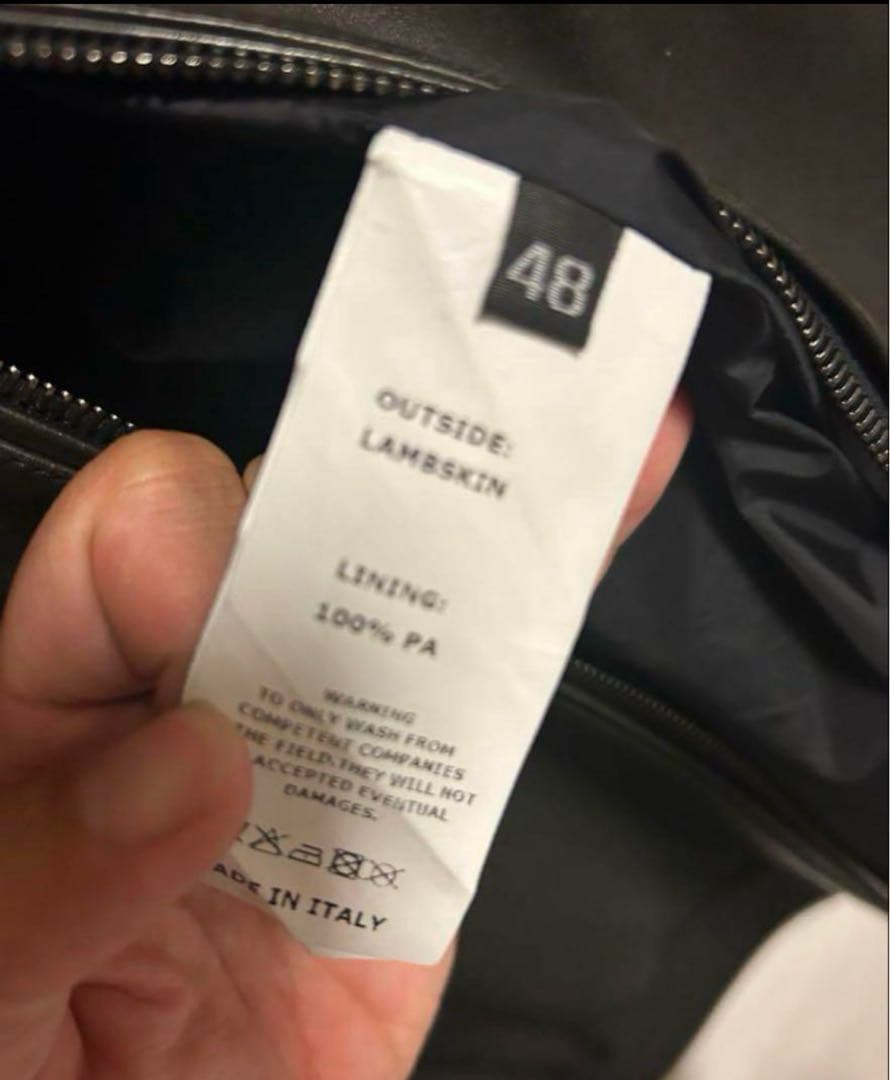 48
OUTSIDE:
LAMBSKIN
LINING:
100% PA
WARNING
TO ONLY WASH FROM
COMPETENT COMPANIES
THE FIELD.THEY WILL NOT
ACCEPTED EVENTUAL
DAMAGES.
ADE IN ITALY